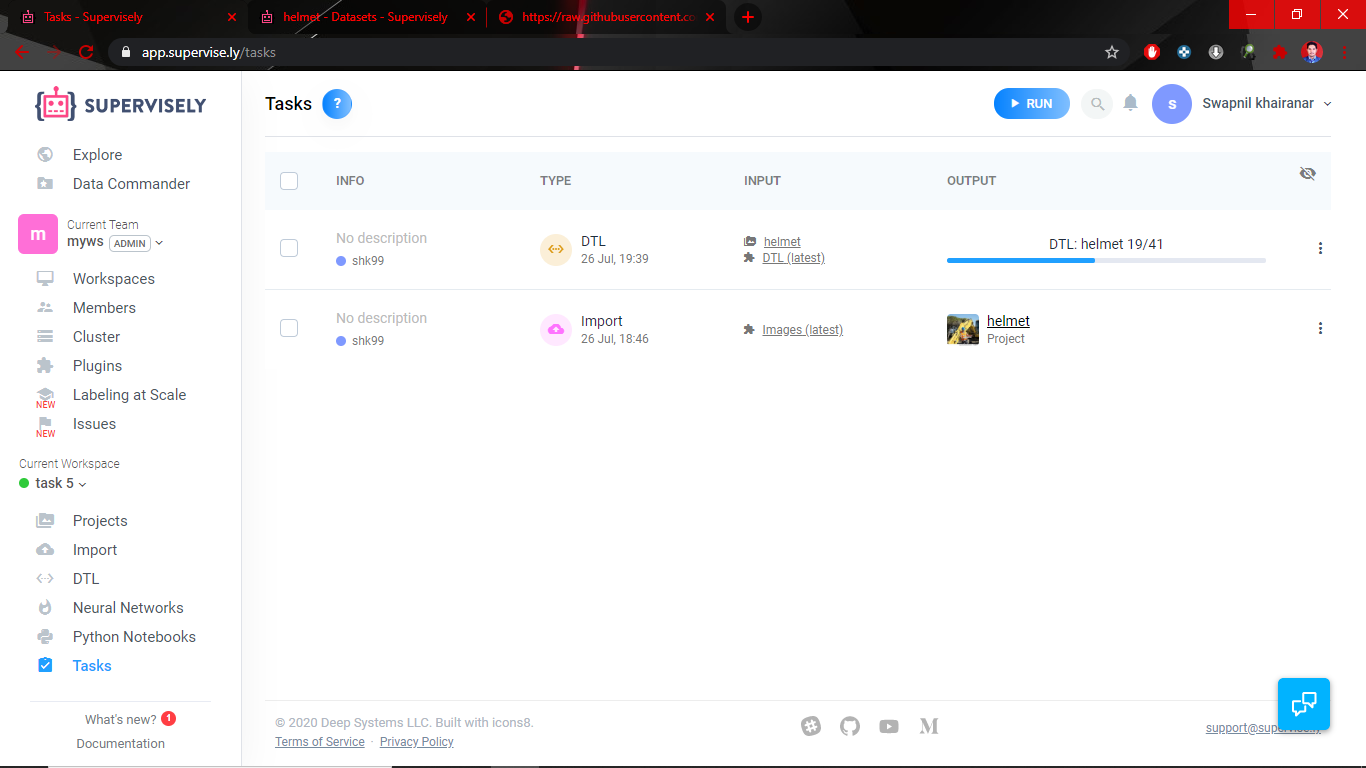 Tasks - Supervisely
helmet - Datasets - Supervisely
https://raw.githubusercontent.co
app.supervise.ly/tasks
SUPERVISELY
Tasks
?
RUN
s
Swapnil khairanar
Explore
Data Commander
m
Current Team
myws ADMIN
Workspaces
Members
Cluster
Plugins
Labeling at Scale
NEW
Issues
NEW
Current Workspace
task 5
Projects
Import
DTL
Neural Networks
Python Notebooks
Tasks
What's new? 1
Documentation
INFO TYPE INPUT OUTPUT
No description
shk99
DTL
26 Jul, 19:39
helmet
DTL (latest)
DTL: helmet 19/41
No description
shk99
Import
26 Jul, 18:46
Images (latest)
helmet
Project
© 2020 Deep Systems LLC. Built with icons8.
Terms of Service · Privacy Policy
support@supervise.ly